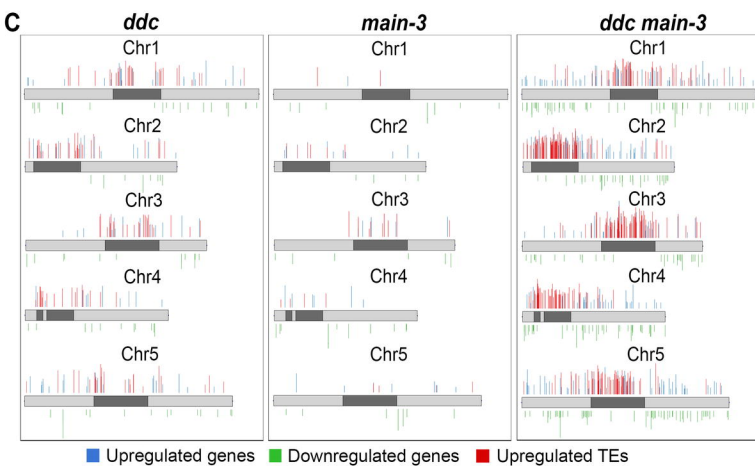 C
ddc main-3 ddc main-3
Chr1 Chr1 Chr1
Chr2 Chr2 Chr2
Chr3 Chr3 Chr3
Chr4 Chr4 Chr4
Chr5 Chr5 Chr5
Upregulated genes Downregulated genes Upregulated TEs